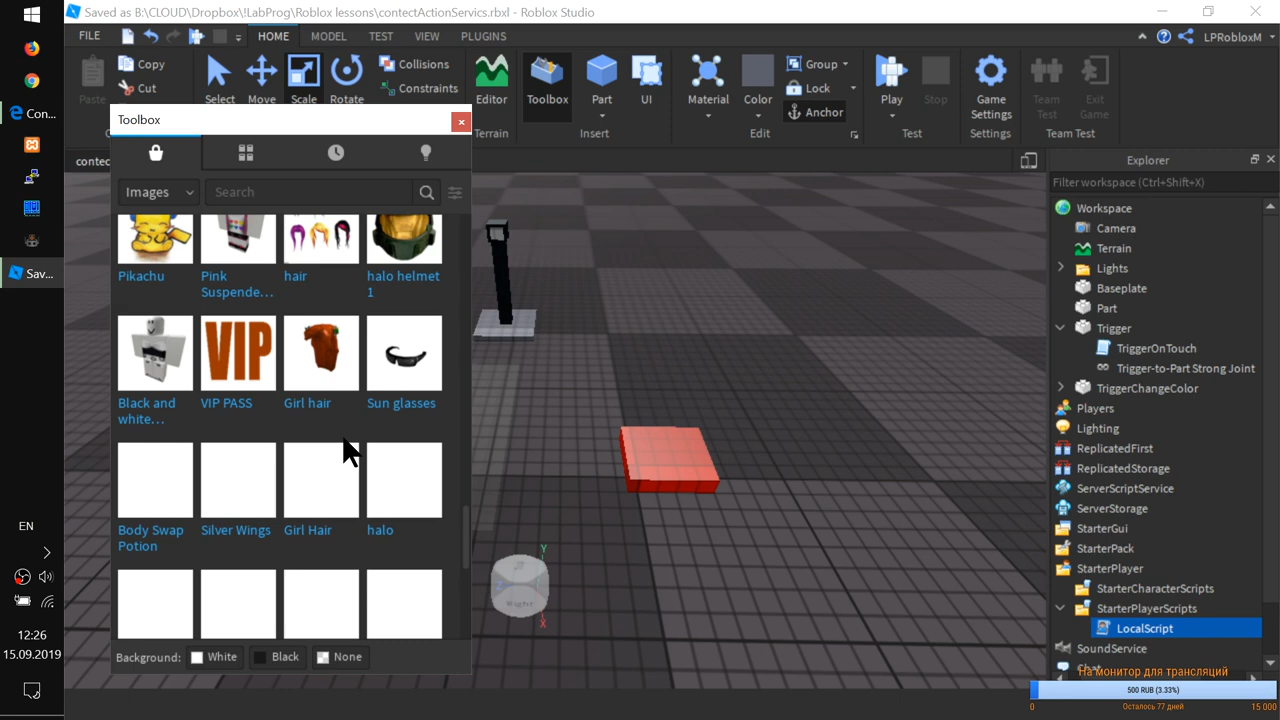 Saved as B:\CLOUD\Dropbox\!LabProg\Roblox lessons\contectActionServics.rbxl - Roblox Studio
FILE HOME MODEL TEST VIEW PLUGINS LPRobloxM
Paste Copy Cut Select Move Scale Rotate Collisions Constraints Editor Toolbox Part UI Material Color Group Lock Anchor Play Stop Game Settings Team Test Exit Game
Terrain Insert Edit Test Settings Team Test
Con...
Sav...
EN
12:26
15.09.2019
Toolbox
Images
Search
Pikachu
Pink Suspende...
hair
halo helmet 1
VIP
Black and white...
VIP PASS
Girl hair
Sun glasses
Body Swap Potion
Silver Wings
Girl Hair
halo
Background: White Black None
contec
Right
Y
Z
X
Explorer
Filter workspace (Ctrl+Shift+X)
Workspace
Camera
Terrain
Lights
Baseplate
Part
Trigger
TriggerOnTouch
Trigger-to-Part Strong Joint
TriggerChangeColor
Players
Lighting
ReplicatedFirst
ReplicatedStorage
ServerScriptService
ServerStorage
StarterGui
StarterPack
StarterPlayer
StarterCharacterScripts
StarterPlayerScripts
LocalScript
SoundService
Chat
На монитор для трансляций
500 RUB (3.33%)
0 Осталось 77 дней 15 000